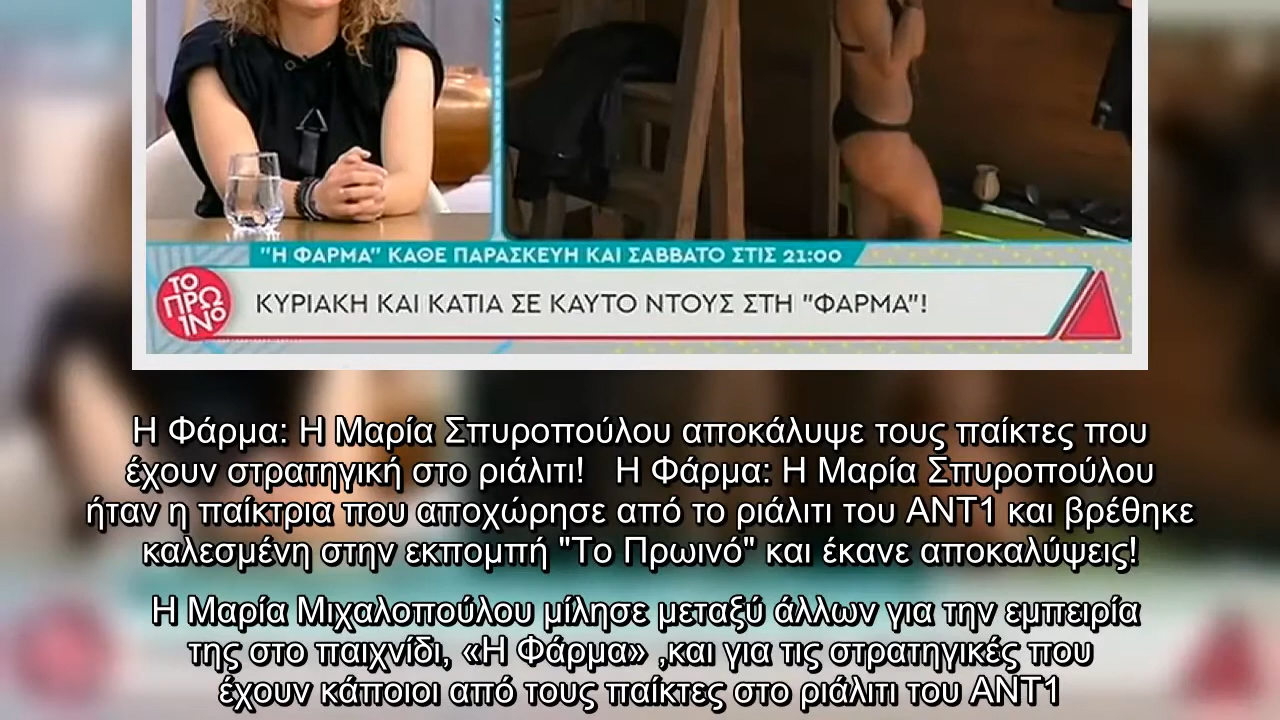 "Η ΦΑΡΜΑ" ΚΑΘΕ ΠΑΡΑΣΚΕΥΗ ΚΑΙ ΣΑΒΒΑΤΟ ΣΤΙΣ 21:00
ΤΟ
ΠΡΩ
ΙΝΟ
ΚΥΡΙΑΚΗ ΚΑΙ ΚΑΤΙΑ ΣΕ ΚΑΥΤΟ ΝΤΟΥΣ ΣΤΗ "ΦΑΡΜΑ"!
Η Φάρμα: Η Μαρία Σπυροπούλου αποκάλυψε τους παίκτες που
έχουν στρατηγική στο ριάλιτι! Η Φάρμα: Η Μαρία Σπυροπούλου
ήταν η παίκτρια που αποχώρησε από το ριάλιτι του ΑΝΤ1 και βρέθηκε
καλεσμένη στην εκπομπή "Το Πρωινό" και έκανε αποκαλύψεις!
Η Μαρία Μιχαλοπούλου μίλησε μεταξύ άλλων για την εμπειρία
της στο παιχνίδι, «Η Φάρμα» ,και για τις στρατηγικές που
έχουν κάποιοι από τους παίκτες στο ριάλιτι του ΑΝΤ1